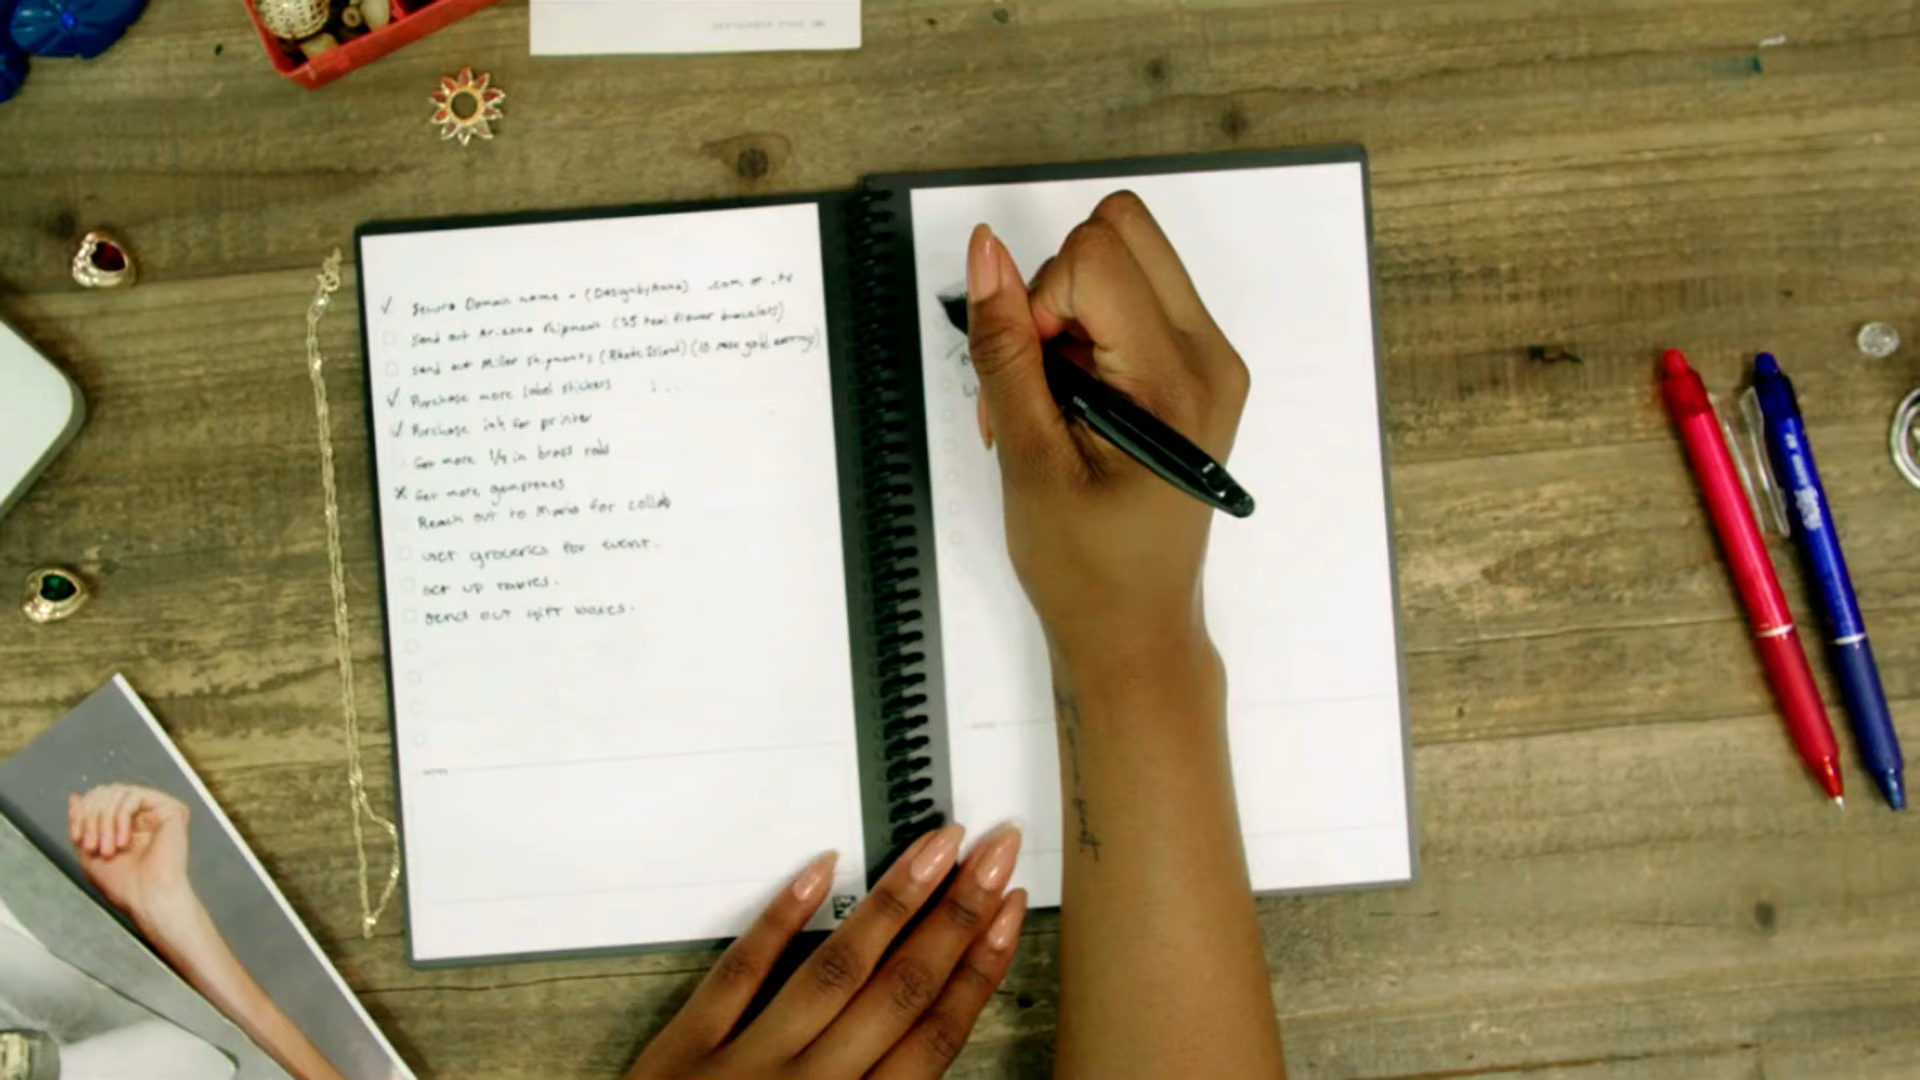 SEPTEMBER
✓ Secure Domain name - (DesignbyAnna) .com or .tv
Send out Arizona Shipment (25 teal flower bracelets)
Send out Miller Shipments (Rhode Island) (10 rose gold earrings)
✓ Purchase more label stickers
✓ Purchase ink for printer
Get more 1/4 in brass rods
X Get more gemstones
Reach out to Maria for collab
Get groceries for event.
Set up tables.
Send out gift boxes.
NOTES
NOTES